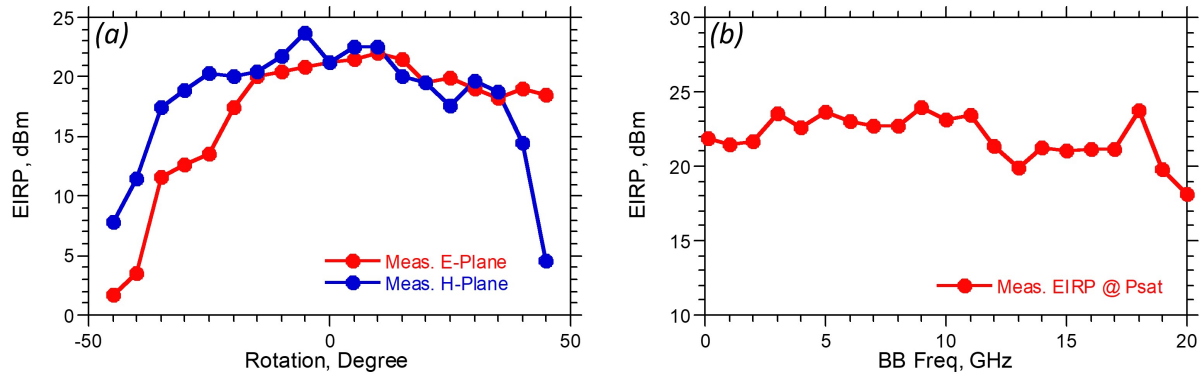 (a)
25
20
15
10
5
0
EIRP, dBm
-50
0
50
Rotation, Degree
Meas. E-Plane
Meas. H-Plane
(b)
30
25
20
15
10
EIRP, dBm
0
5
10
15
20
BB Freq, GHz
Meas. EIRP @ Psat